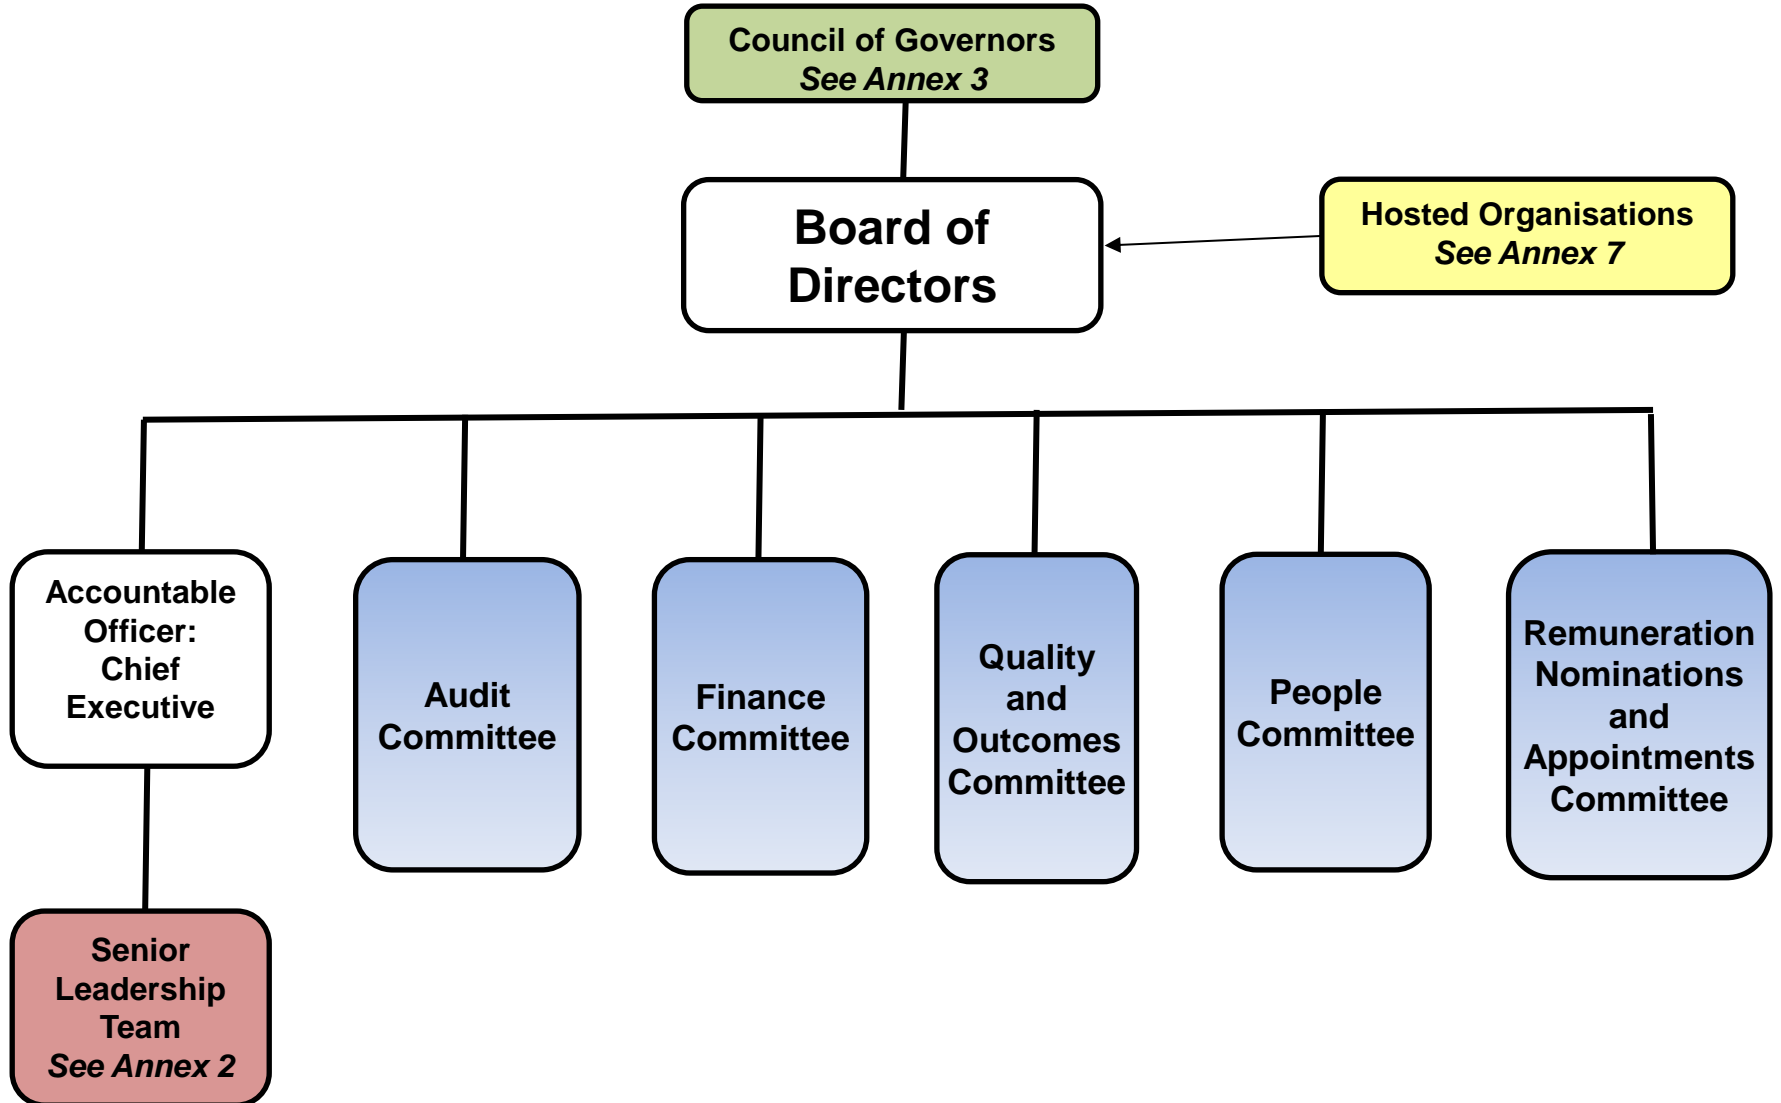 Council of Governors
See Annex 3
Board of
Directors
Hosted Organisations
See Annex 7
Accountable
Officer:
Chief
Executive
Audit
Committee
Finance
Committee
Quality
and
Outcomes
Committee
People
Committee
Remuneration
Nominations
and
Appointments
Committee
Senior
Leadership
Team
See Annex 2